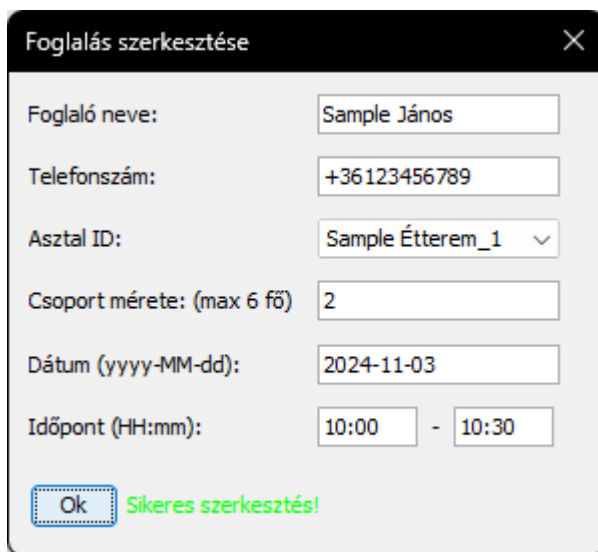 Foglalás szerkesztése
Foglaló neve: Sample János
Telefonszám: +36123456789
Asztal ID: Sample Étterem_1
Csoport mérete: (max 6 fő) 2
Dátum (yyyy-MM-dd): 2024-11-03
Időpont (HH:mm): 10:00 - 10:30
Ok Sikeres szerkesztés!